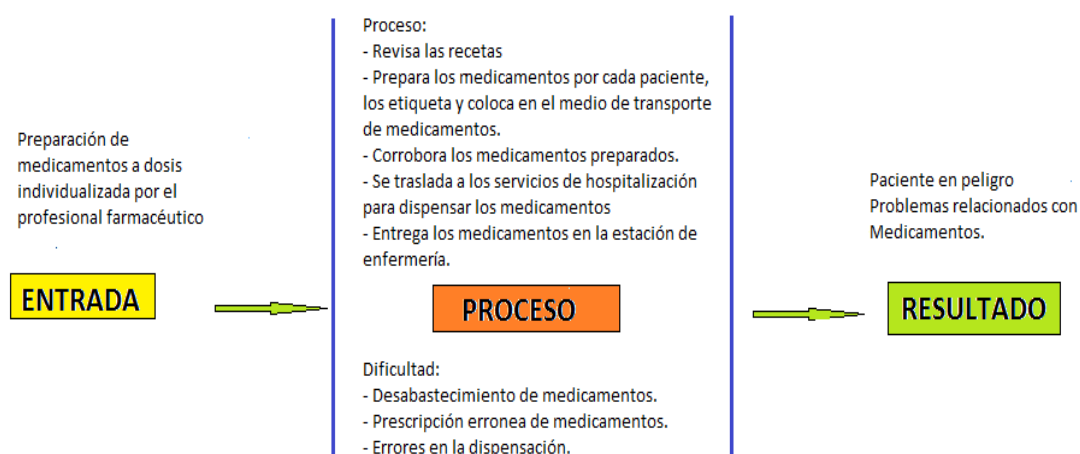 Preparación de
medicamentos a dosis
individualizada por el
profesional farmacéutico
ENTRADA
Proceso:
- Revisa las recetas
- Prepara los medicamentos por cada paciente,
los etiqueta y coloca en el medio de transporte
de medicamentos.
- Corrobora los medicamentos preparados.
- Se traslada a los servicios de hospitalización
para dispensar los medicamentos
- Entrega los medicamentos en la estación de
enfermería.
PROCESO
Dificultad:
- Desabastecimiento de medicamentos.
- Prescripción erronea de medicamentos.
- Errores en la dispensación.
Paciente en peligro
Problemas relacionados con
Medicamentos.
RESULTADO